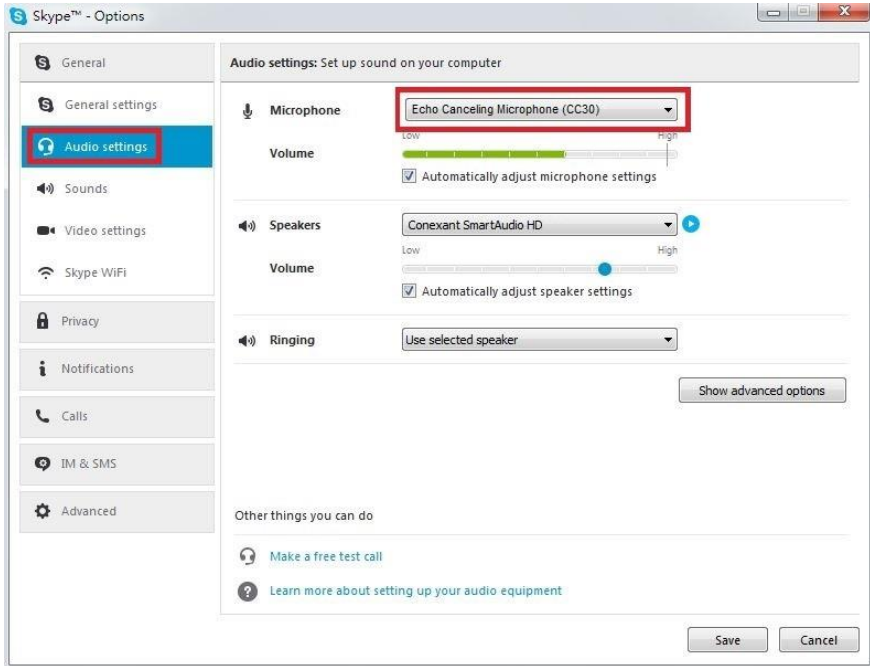 Skype™ - Options
General
General settings
Audio settings
Sounds
Video settings
Skype WiFi
Privacy
Notifications
Calls
IM & SMS
Advanced
Audio settings: Set up sound on your computer
Microphone
Echo Canceling Microphone (CC30)
Low High
Volume
Automatically adjust microphone settings
Speakers
Conexant SmartAudio HD
Low High
Volume
Automatically adjust speaker settings
Ringing
Use selected speaker
Show advanced options
Other things you can do
Make a free test call
Learn more about setting up your audio equipment
Save Cancel